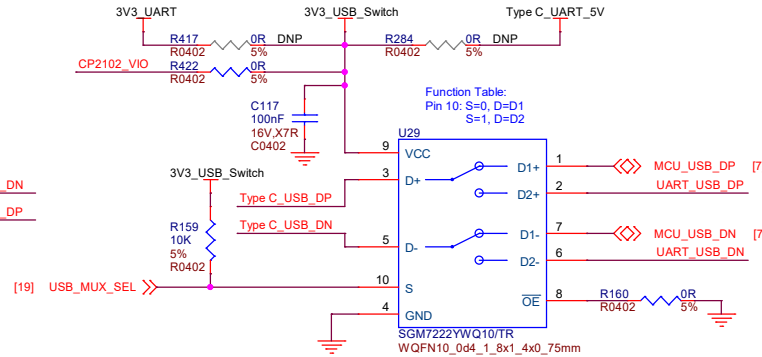 3V3_UART
3V3_USB_Switch
Type C_UART_5V
R417
0R
DNP
R0402
5%
R284
0R
DNP
R0402
5%
CP2102_VIO
R422
0R
R0402
5%
C117
100nF
16V,X7R
C0402
Function Table:
Pin 10: S=0, D=D1
S=1, D=D2
U29
9
VCC
3V3_USB_Switch
3
D+
D1+
1
MCU_USB_DP
[7
_DN
Type C_USB_DP
D2+
2
UART_USB_DP
_DP
Type C_USB_DN
R159
10K
5%
R0402
D1-
7
MCU_USB_DN
[7
5
D-
D2-
6
UART_USB_DN
[19]
USB_MUX_SEL
10
S
OE
8
R160
0R
R0402
5%
4
GND
SGM7222YWQ10/TR
WQFN10_0d4_1_8x1_4x0_75mm